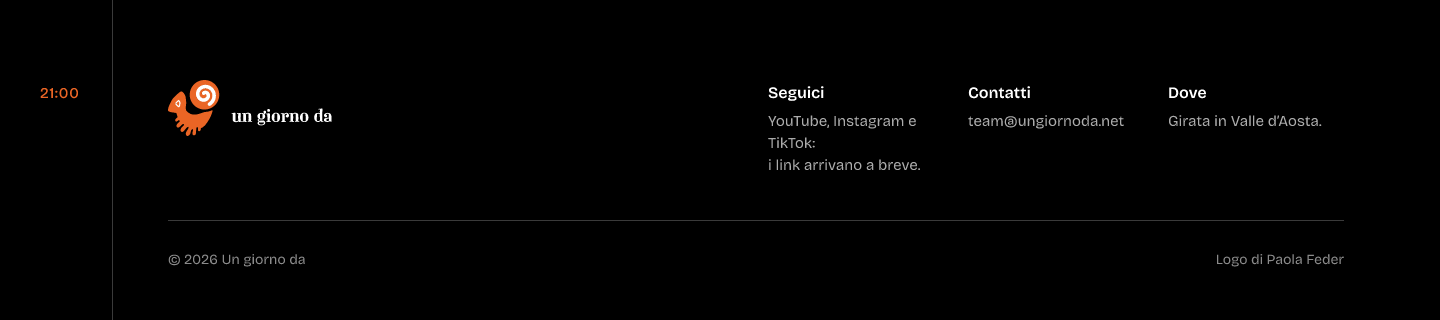 21:00
un giorno da
Seguici
YouTube, Instagram e
TikTok:
i link arrivano a breve.
Contatti
team@ungiornoda.net
Dove
Girata in Valle d’Aosta.
© 2026 Un giorno da
Logo di Paola Feder